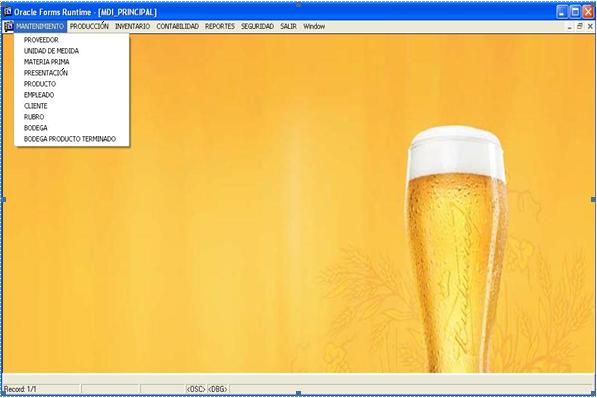 Oracle Forms Runtime - [MDI_PRINCIPAL]
MANTENIMIENTO PRODUCCIÓN INVENTARIO CONTABILIDAD REPORTES SEGURIDAD SALIR Window
PROVEEDOR
UNIDAD DE MEDIDA
MATERIA PRIMA
PRESENTACIÓN
PRODUCTO
EMPLEADO
CLIENTE
RUBRO
BODEGA
BODEGA PRODUCTO TERMINADO
Record: 1/1 <OSC> <DBG>